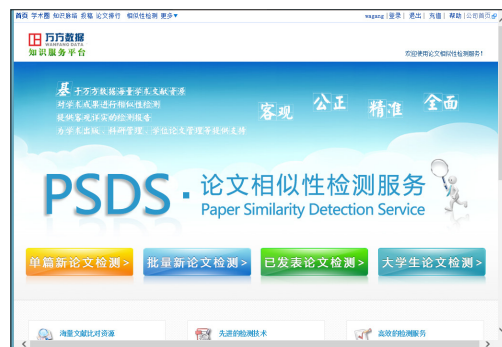 首页 学术圈 知识脉络 投稿 论文排行 相似性检测 更多▾
wugang | 登录 | 退出 | 充值 | 帮助 | 公司首页
万方数据
WANFANG DATA
知识服务平台
欢迎使用论文相似性检测服务!
基于万方数据海量学术文献资源
对学术成果进行相似性检测
提供客观详实的检测报告
为学术出版、科研管理、学位论文管理等提供支持
客观 公正 精准 全面
PSDS · 论文相似性检测服务
Paper Similarity Detection Service
单篇新论文检测>
批量新论文检测>
已发表论文检测>
大学生论文检测>
海量文献比对资源
先进的检测技术
高效的检测服务